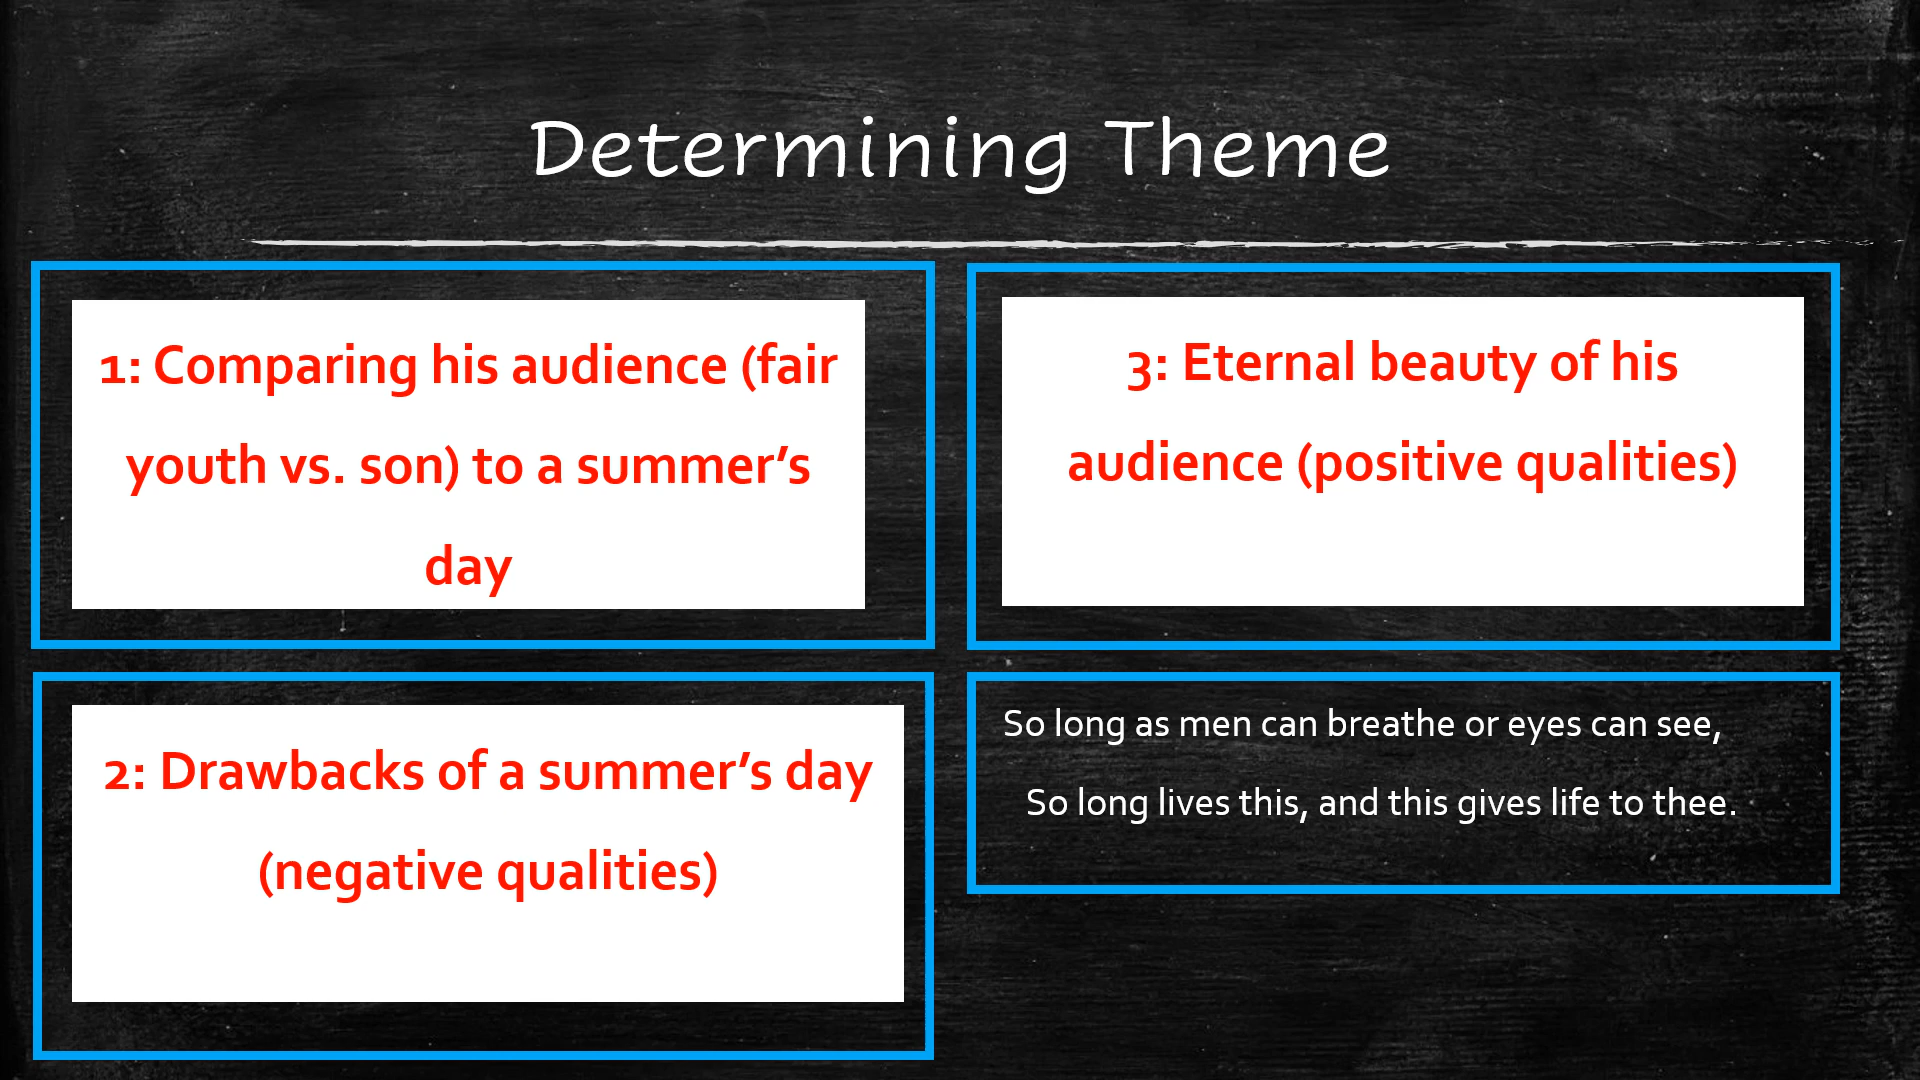 Determining Theme
1: Comparing his audience (fair
youth vs. son) to a summer’s
day
2: Drawbacks of a summer’s day
(negative qualities)
3: Eternal beauty of his
audience (positive qualities)
So long as men can breathe or eyes can see,
So long lives this, and this gives life to thee.